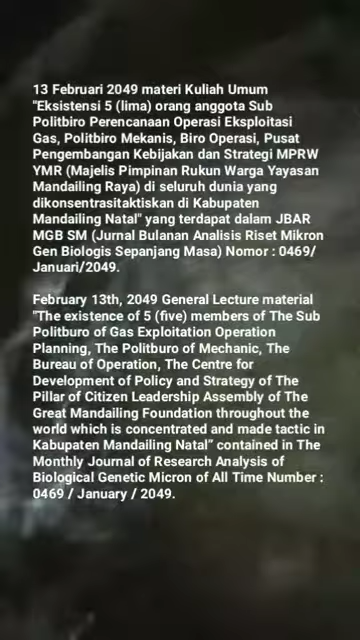 13 Februari 2049 materi Kuliah Umum
"Eksistensi 5 (lima) orang anggota Sub
Politbiro Perencanaan Operasi Eksploitasi
Gas, Politbiro Mekanis, Biro Operasi, Pusat
Pengembangan Kebijakan dan Strategi MPRW
YMR (Majelis Pimpinan Rukun Warga Yayasan
Mandailing Raya) di seluruh dunia yang
dikonsentrasitaktiskan di Kabupaten
Mandailing Natal" yang terdapat dalam JBAR
MGB SM (Jurnal Bulanan Analisis Riset Mikron
Gen Biologis Sepanjang Masa) Nomor : 0469/
Januari/2049.
February 13th, 2049 General Lecture material
"The existence of 5 (five) members of The Sub
Politburo of Gas Exploitation Operation
Planning, The Politburo of Mechanic, The
Bureau of Operation, The Centre for
Development of Policy and Strategy of The
Pillar of Citizen Leadership Assembly of The
Great Mandailing Foundation throughout the
world which is concentrated and made tactic in
Kabupaten Mandailing Natal" contained in The
Monthly Journal of Research Analysis of
Biological Genetic Micron of All Time Number :
0469 / January / 2049.